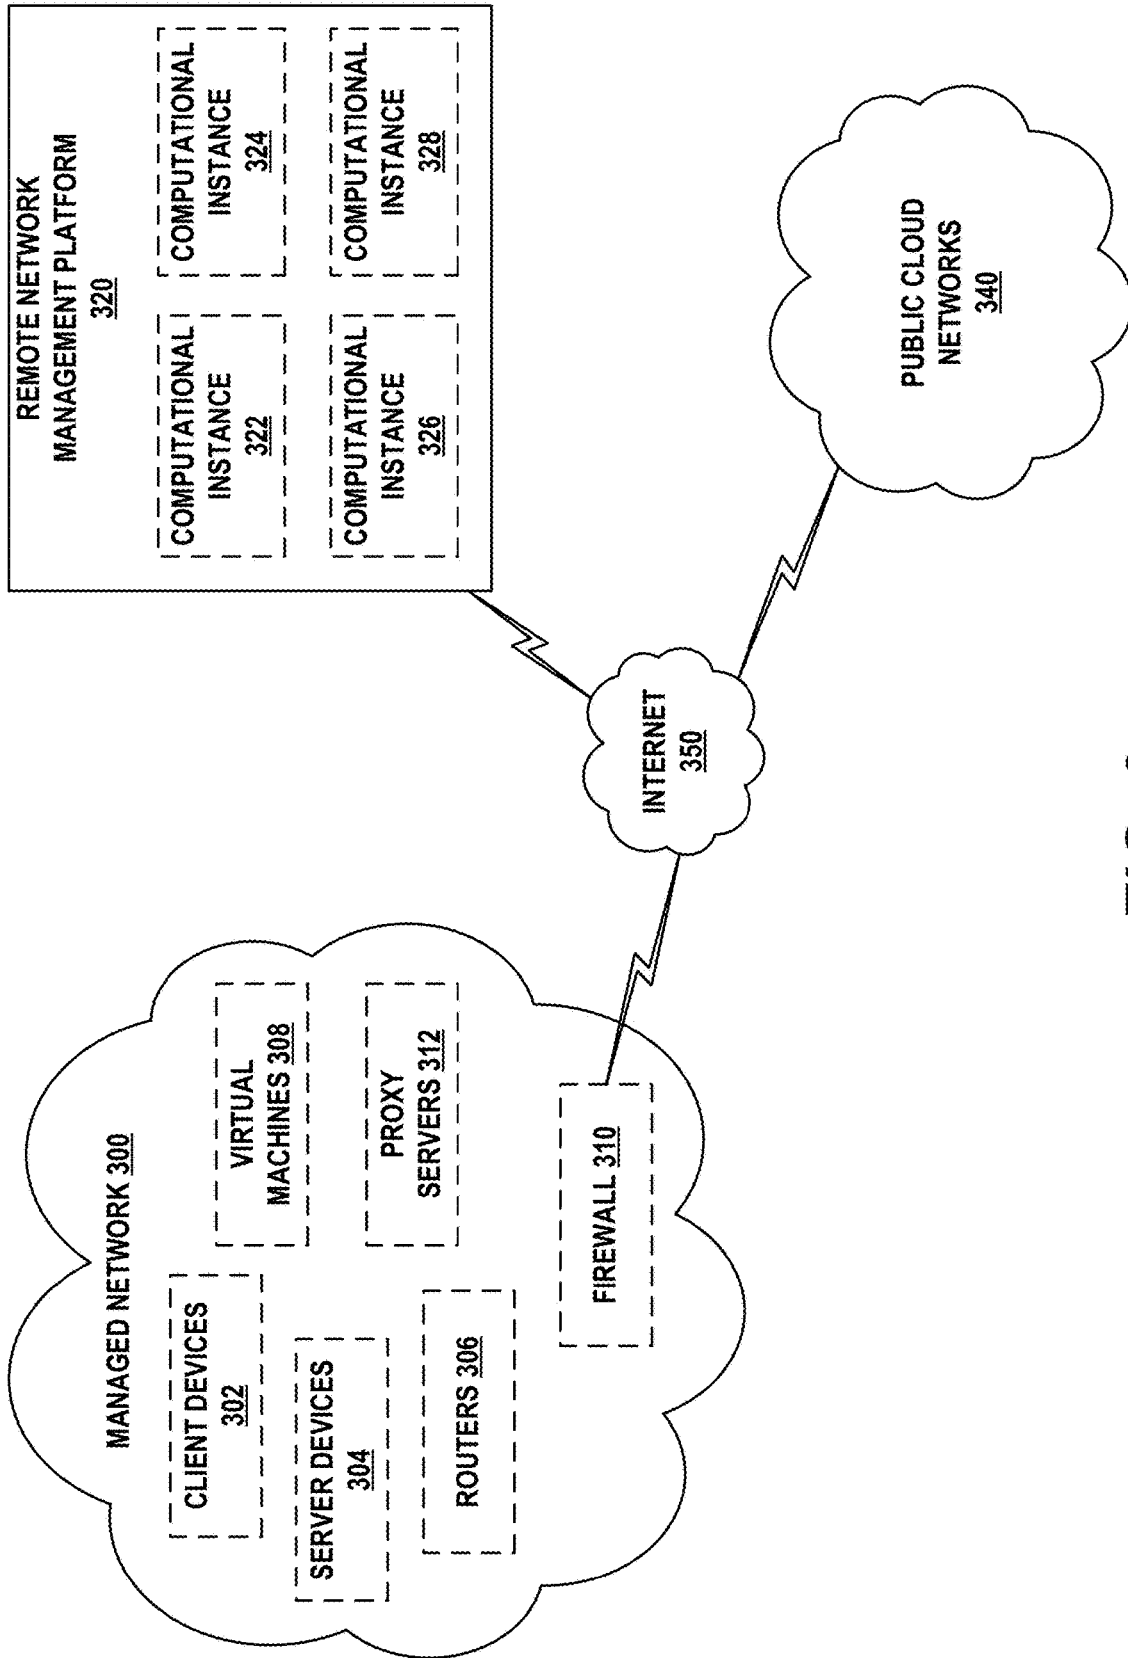 MANAGED NETWORK 300
CLIENT DEVICES
302
SERVER DEVICES
304
ROUTERS 306
VIRTUAL
MACHINES 308
PROXY
SERVERS 312
FIREWALL 310
INTERNET
350
REMOTE NETWORK
MANAGEMENT PLATFORM
320
COMPUTATIONAL
INSTANCE
322
COMPUTATIONAL
INSTANCE
324
COMPUTATIONAL
INSTANCE
326
COMPUTATIONAL
INSTANCE
328
PUBLIC CLOUD
NETWORKS
340